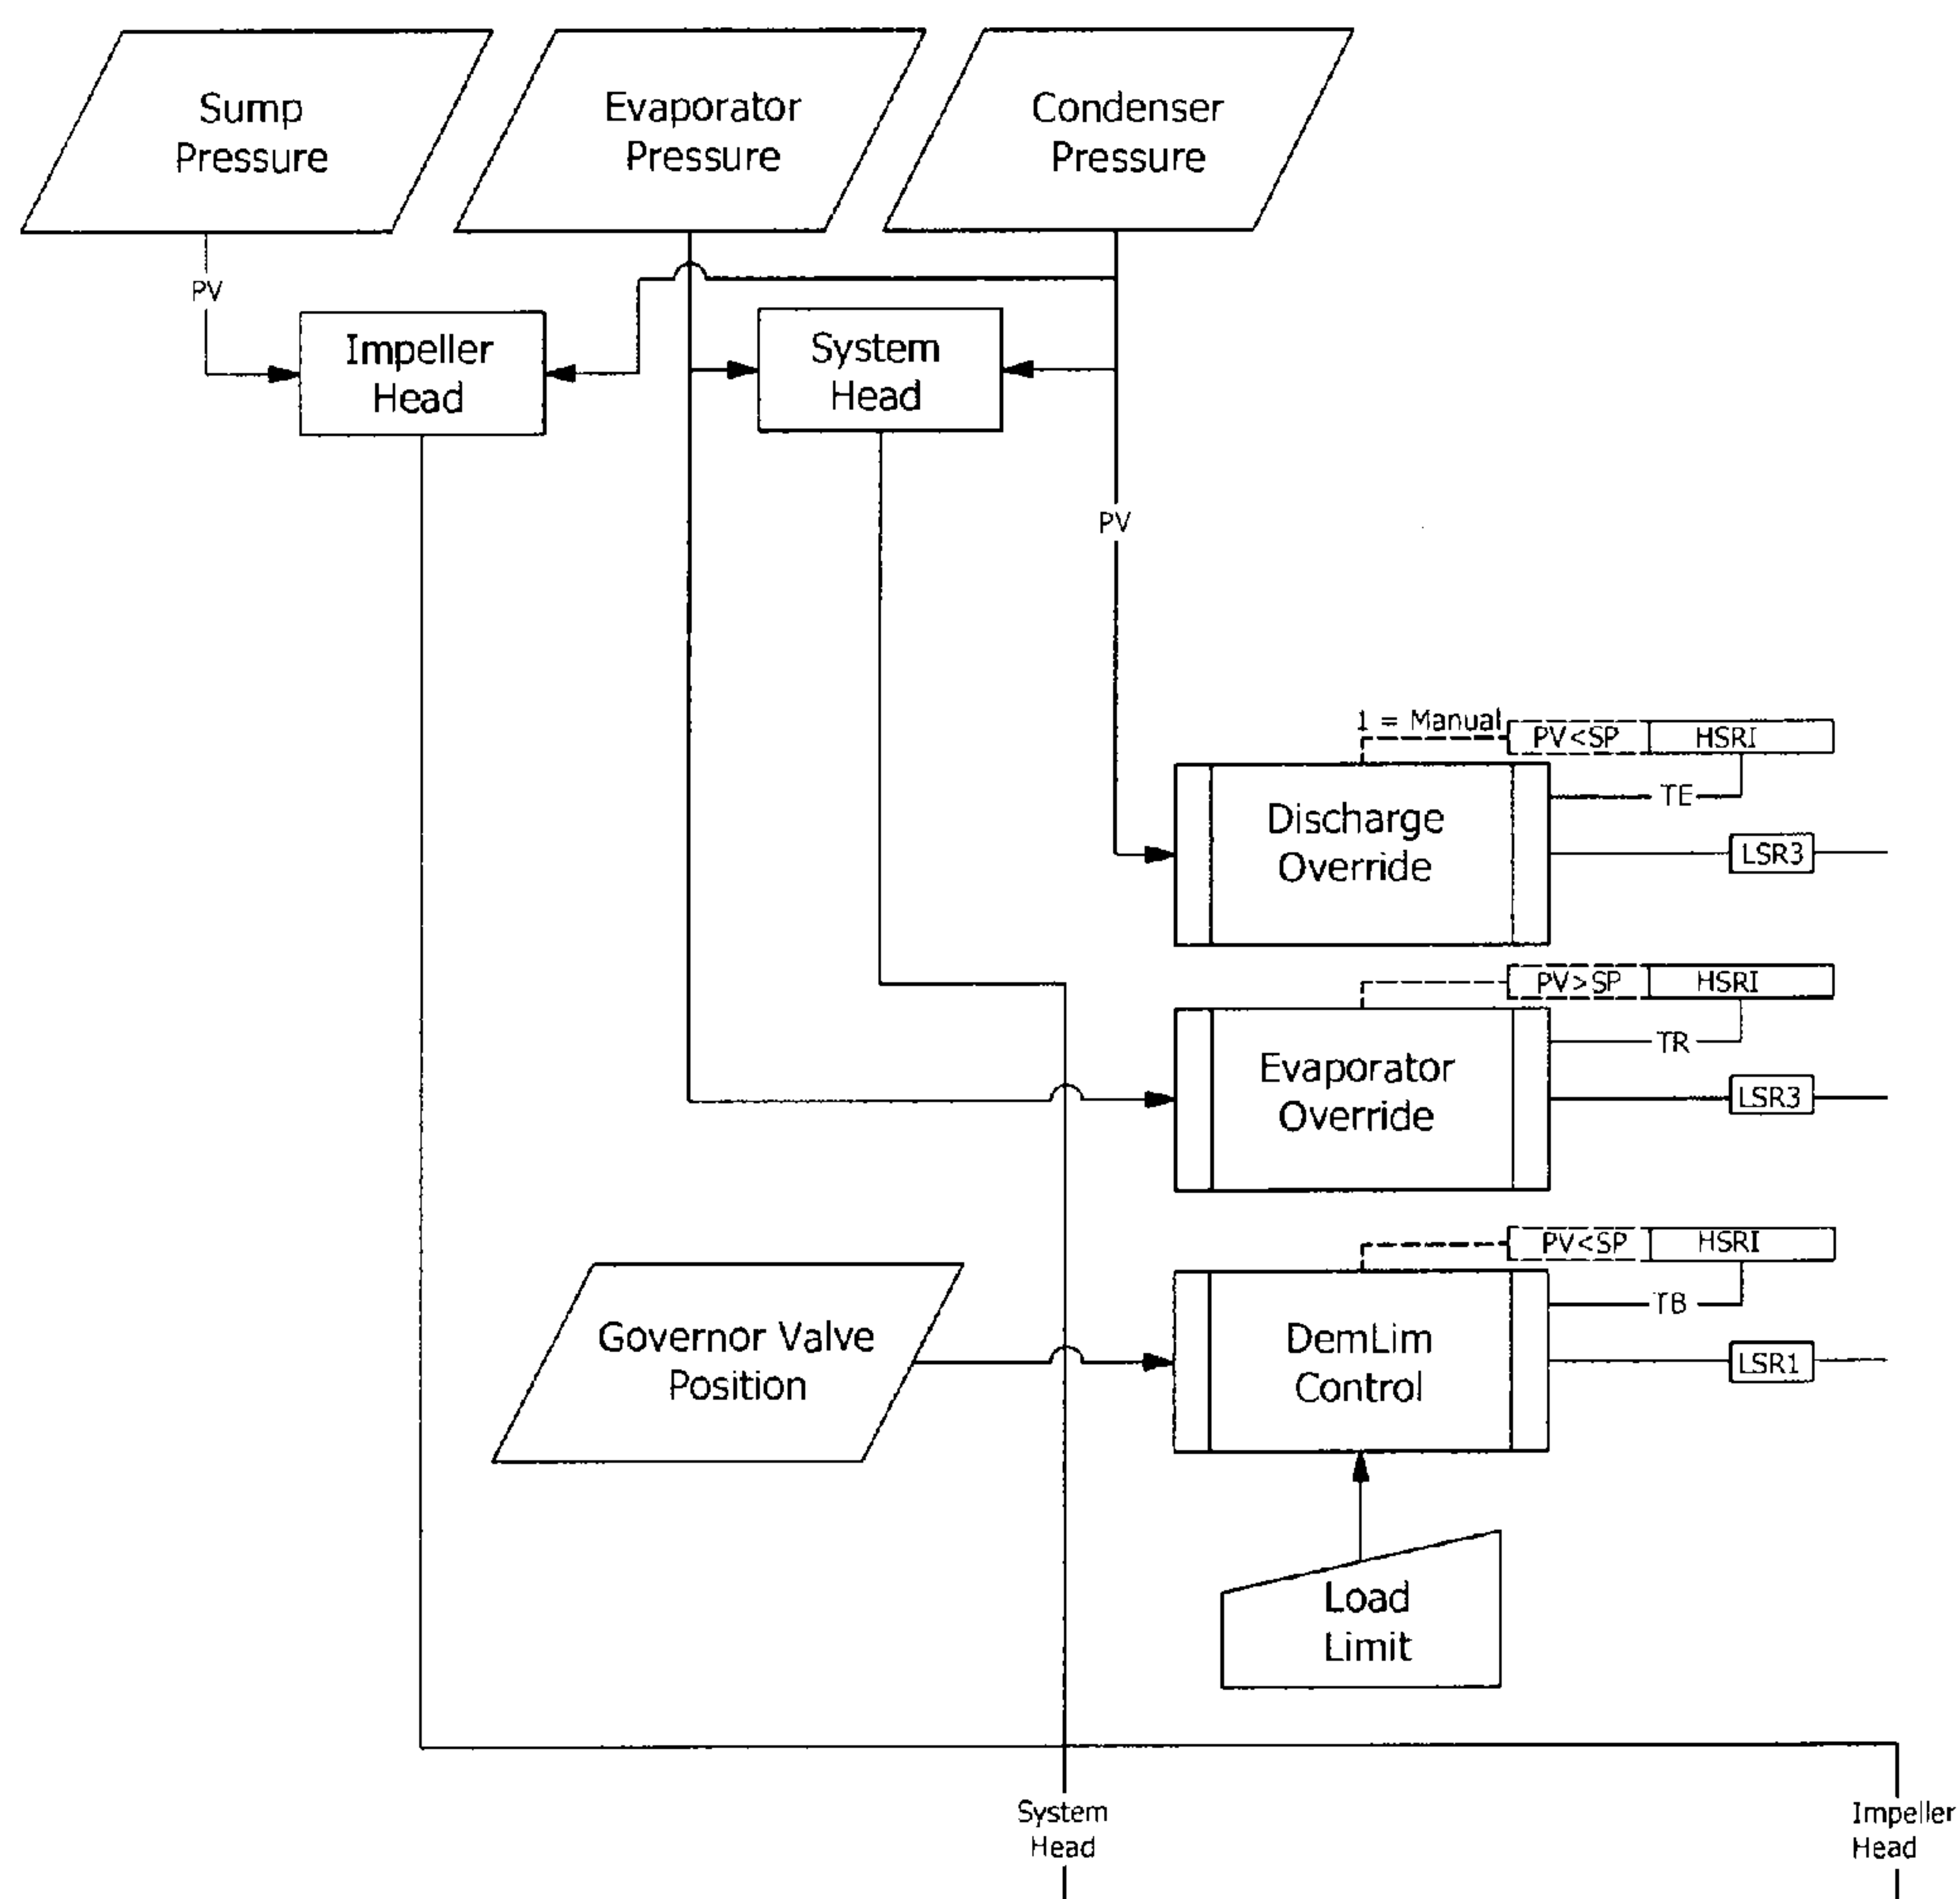 Sump
Pressure
Evaporator
Pressure
Condenser
Pressure
PV
Impeller
Head
System
Head
PV
1 = Manual
PV<SP
HSRI
Discharge
Override
TE
LSR3
PV>SP
HSRI
Evaporator
Override
TR
LSR3
PV<SP
HSRI
Governor Valve
Position
DemLim
Control
TB
LSR1
Load
Limit
System
Head
Impeller
Head